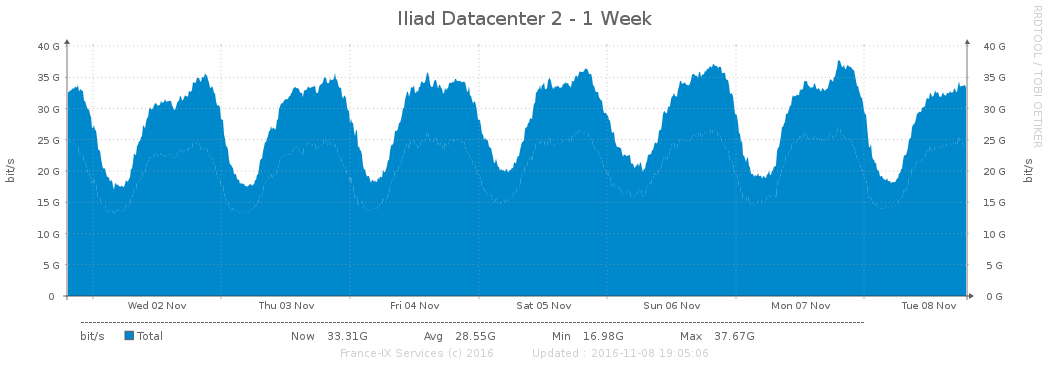 Iliad Datacenter 2 - 1 Week
RRDTOOL / TOBI OETIKER
bit/s
40 G 40 G
35 G 35 G
30 G 30 G
25 G 25 G
20 G 20 G
15 G 15 G
10 G 10 G
5 G 5 G
0 0 G
bit/s
Wed 02 Nov Thu 03 Nov Fri 04 Nov Sat 05 Nov Sun 06 Nov Mon 07 Nov Tue 08 Nov
bit/s Total Now 33.31G Avg 28.55G Min 16.98G Max 37.67G
France-IX Services (c) 2016 Updated : 2016-11-08 19:05:06